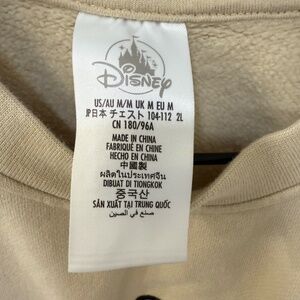 Disney
US/AU M/M UK M EU M
JP日本 チェスト 104-112 2L
CN 180/96A
MADE IN CHINA
FABRIQUÉ EN CHINE
HECHO EN CHINA
中國製
ผลิตในประเทศจีน
DIBUAT DI TIONGKOK
중국산
SẢN XUẤT TẠI TRUNG QUỐC
صنع في الصين